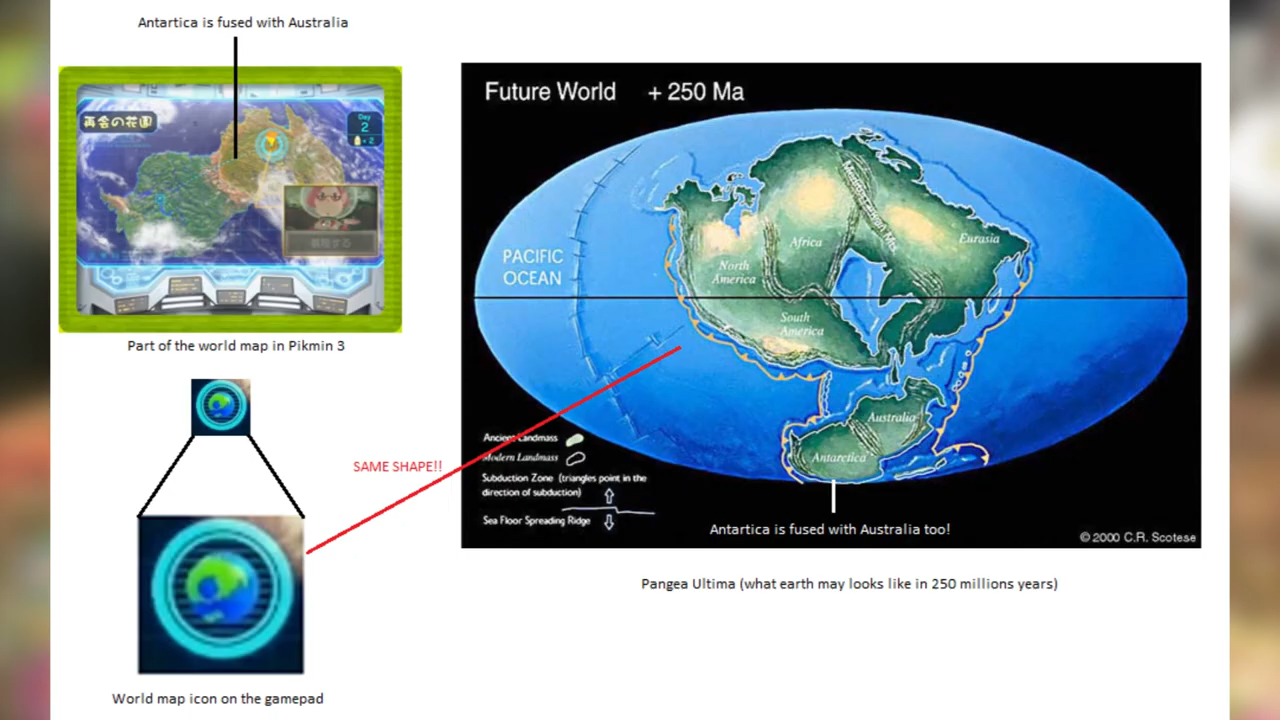 Antartica is fused with Australia
再会の花園
Day
2
× 2
Part of the world map in Pikmin 3
SAME SHAPE!!
World map icon on the gamepad
Future World + 250 Ma
PACIFIC
OCEAN
North
America
Africa
Mediterranean Mts.
Eurasia
South
America
Australia
Antarctica
Ancient Landmass
Modern Landmass
Subduction Zone (triangles point in the
direction of subduction)
Sea Floor Spreading Ridge
Antartica is fused with Australia too!
© 2000 C.R. Scotese
Pangea Ultima (what earth may looks like in 250 millions years)